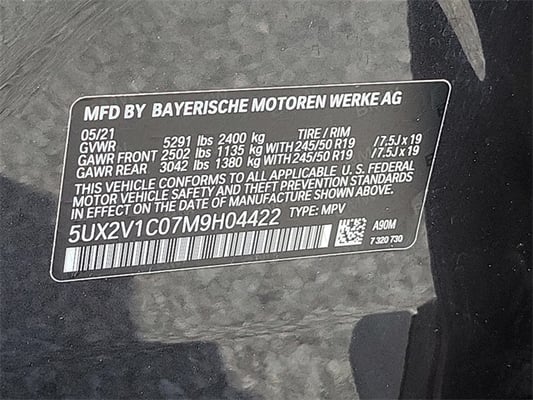 MFD BY BAYERISCHE MOTOREN WERKE AG
05/21 TIRE / RIM
GVWR 5291 lbs 2400 kg
GAWR FRONT 2502 lbs 1135 kg WITH 245/50 R19 / 7.5J x 19
GAWR REAR 3042 lbs 1380 kg WITH 245/50 R19 / 7.5J x 19
THIS VEHICLE CONFORMS TO ALL APPLICABLE U. S. FEDERAL
MOTOR VEHICLE SAFETY AND THEFT PREVENTION STANDARDS
IN EFFECT ON THE DATE OF MANUFACTURE SHOWN ABOVE.
5UX2V1C07M9H04422 TYPE: MPV
A90M
7 320 730